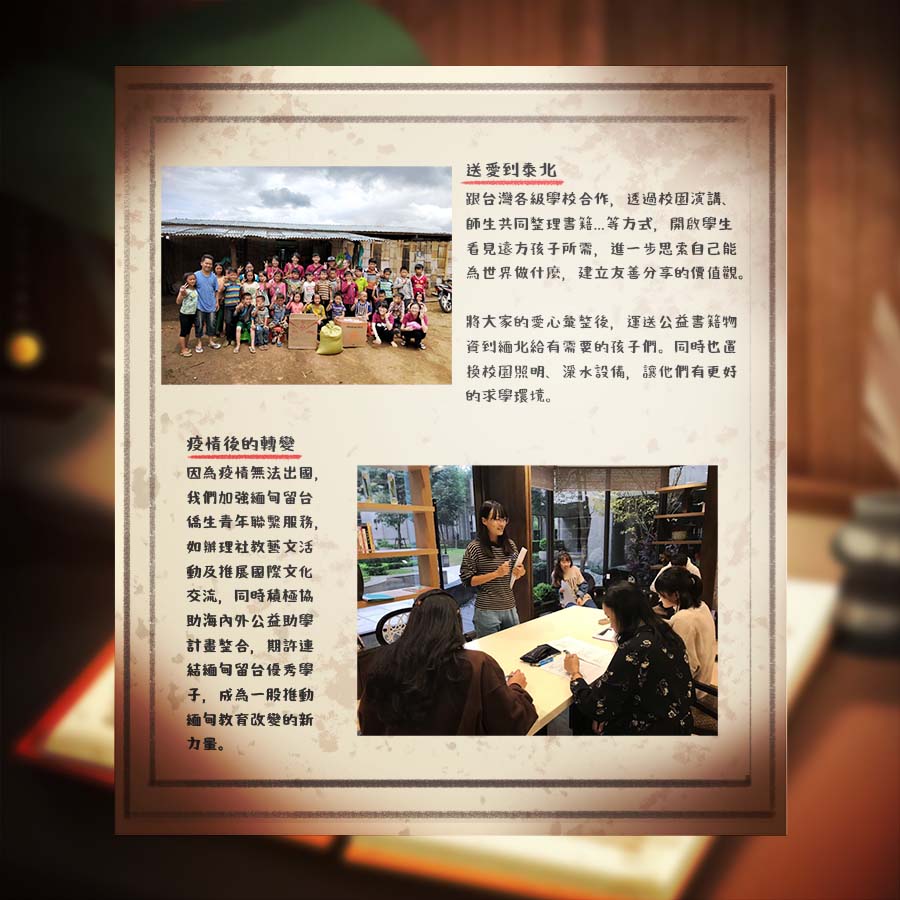 送愛到泰北
跟台灣各級學校合作，透過校園演講、
師生共同整理書籍...等方式，開啟學生
看見遠方孩子所需，進一步思索自己能
為世界做什麼，建立友善分享的價值觀。
將大家的愛心彙整後，運送公益書籍物
資到緬北給有需要的孩子們。同時也置
換校園照明、淨水設備，讓他們有更好
的求學環境。
疫情後的轉變
因為疫情無法出國，
我們加強緬甸留台
僑生青年聯繫服務，
如辦理社教藝文活
動及推展國際文化
交流，同時積極協
助海內外公益助學
計畫整合，期許連
結緬甸留台優秀學
子，成為一股推動
緬甸教育改變的新
力量。